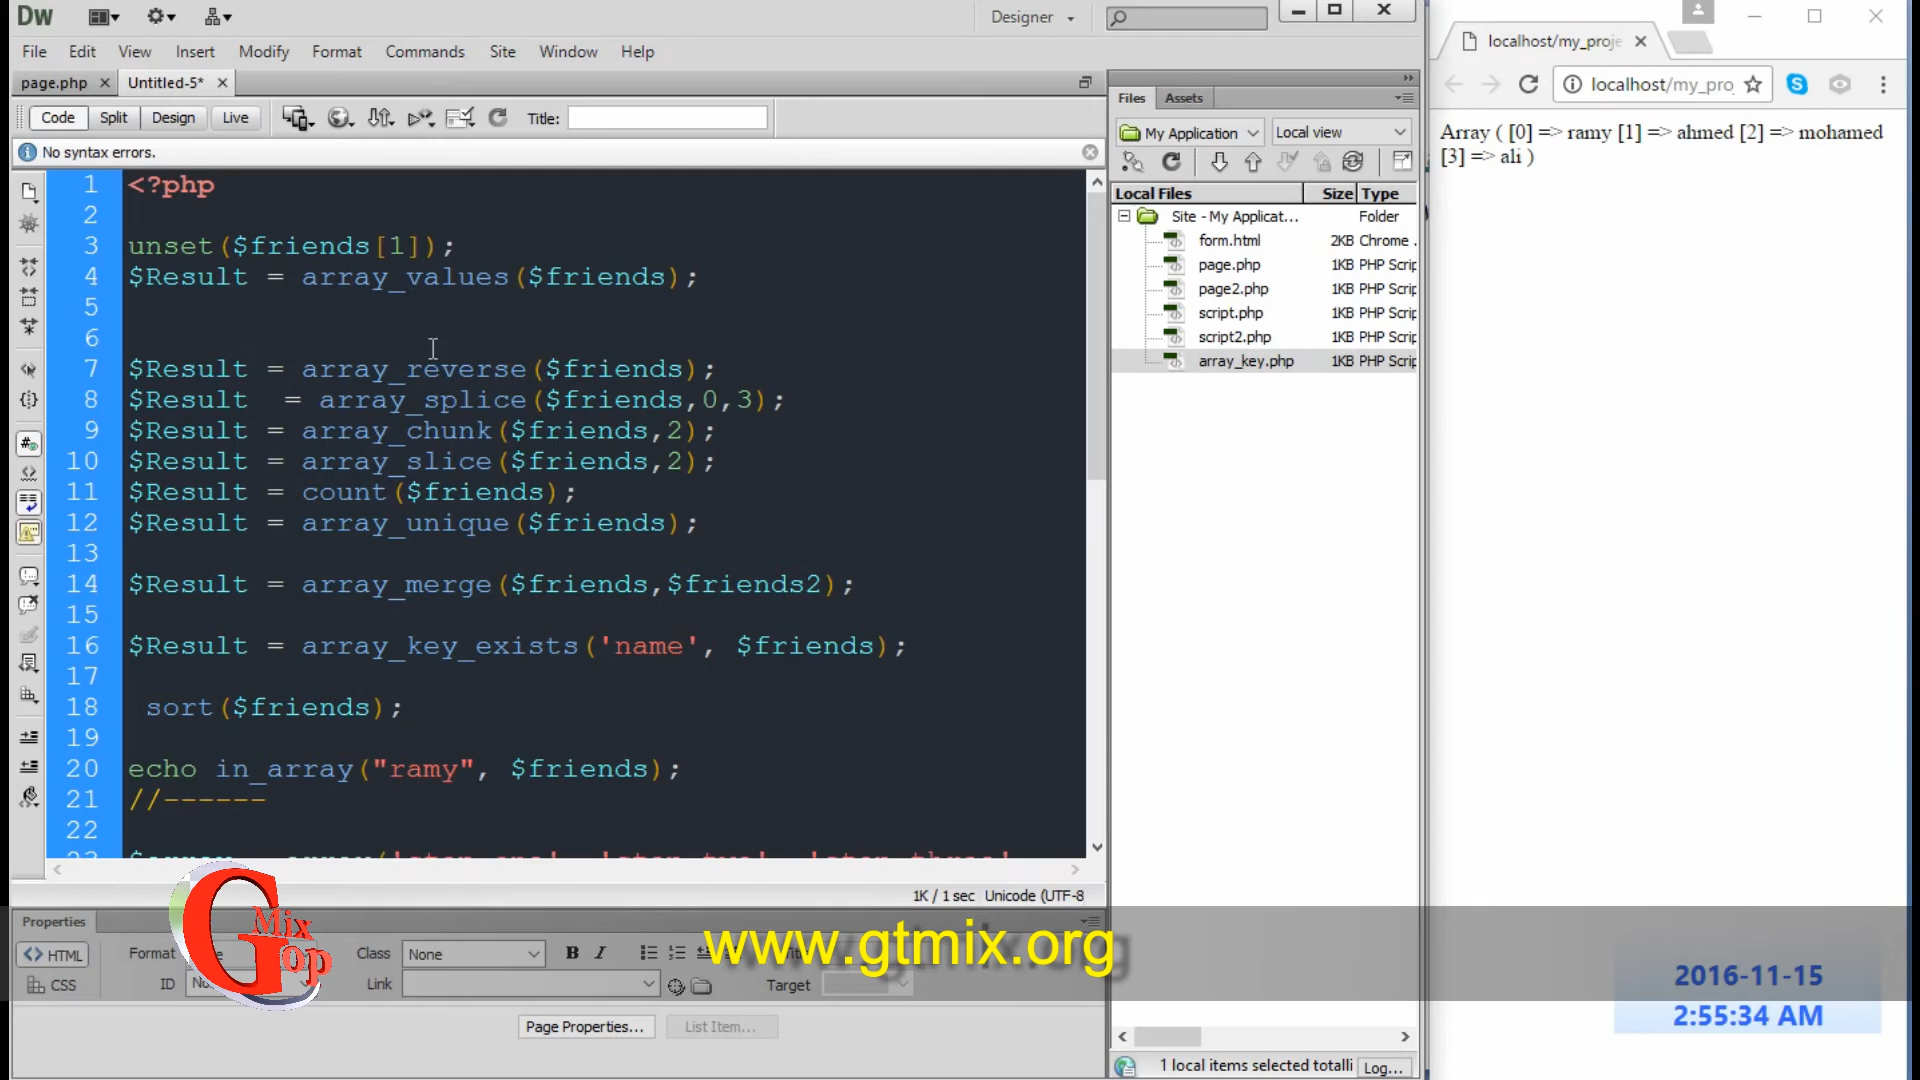 Dw
Designer
File Edit View Insert Modify Format Commands Site Window Help
page.php Untitled-5*
Code Split Design Live Title:
No syntax errors.
1 <?php
2
3 unset($friends[1]);
4 $Result = array_values($friends);
5
6
7 $Result = array_reverse($friends);
8 $Result  = array_splice($friends,0,3);
9 $Result = array_chunk($friends,2);
10 $Result = array_slice($friends,2);
11 $Result = count($friends);
12 $Result = array_unique($friends);
13
14 $Result = array_merge($friends,$friends2);
15
16 $Result = array_key_exists('name', $friends);
17
18  sort($friends);
19
20 echo in_array("ramy", $friends);
21 //------
22
1K / 1 sec Unicode (UTF-8
Properties
HTML Format Class None B I
CSS ID Link Target
Page Properties... List Item...
Files Assets
My Application Local view
Local Files Size Type
Site - My Applicat... Folder
form.html 2KB Chrome .
page.php 1KB PHP Scrip
page2.php 1KB PHP Scrip
script.php 1KB PHP Scrip
script2.php 1KB PHP Scrip
array_key.php 1KB PHP Scrip
1 local items selected totalli Log...
localhost/my_proje
localhost/my_pro
Array ( [0] => ramy [1] => ahmed [2] => mohamed
[3] => ali )
G Mix Top
www.gtmix.org
2016-11-15
2:55:34 AM